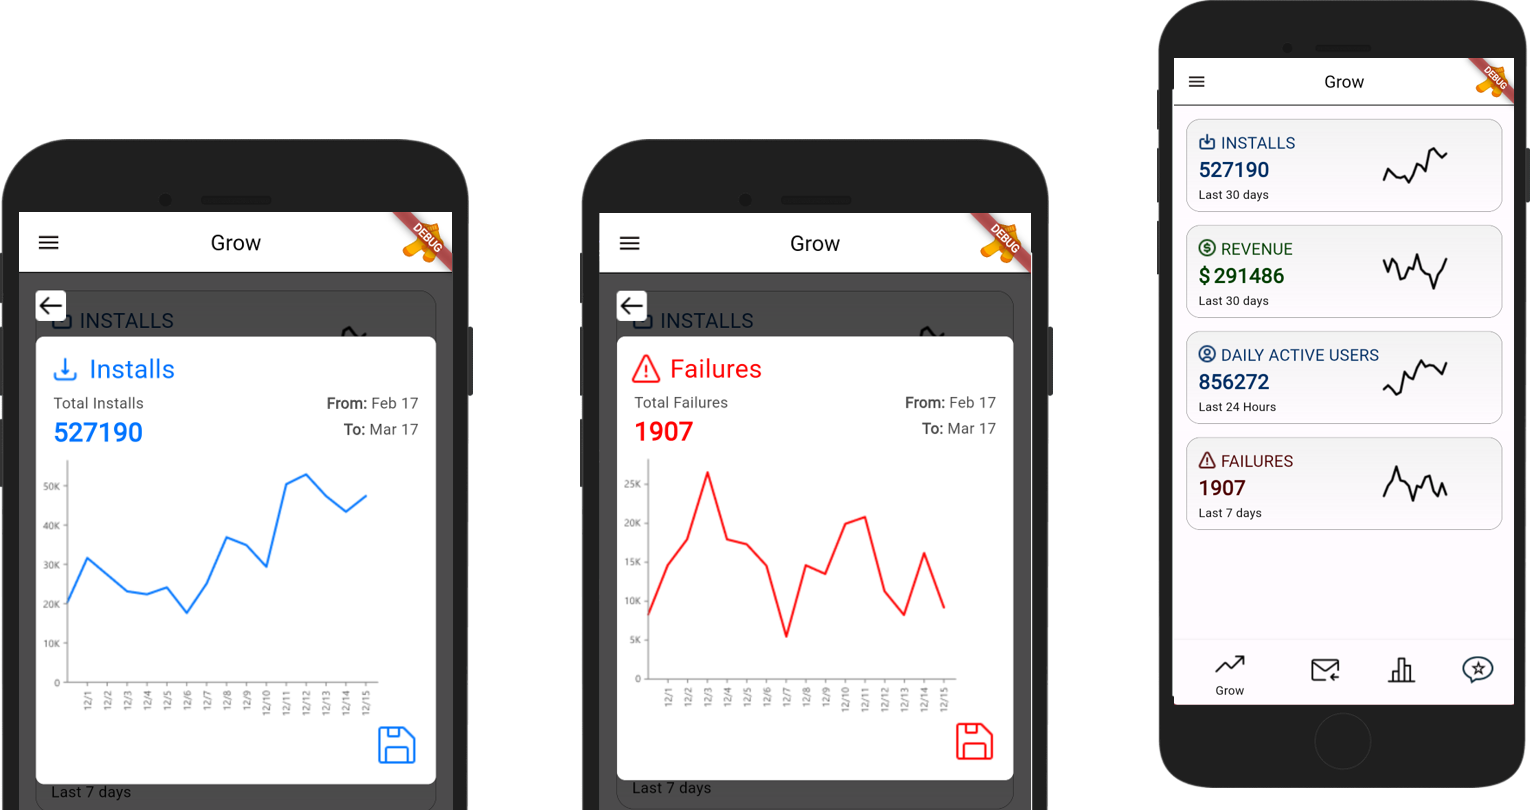 Grow
DEBUG
INSTALLS
Installs
Total Installs
From: Feb 17
527190
To: Mar 17
50K
40K
30K
20K
10K
0
12/1
12/2
12/3
12/4
12/5
12/6
12/7
12/8
12/9
12/10
12/11
12/12
12/13
12/14
12/15
Last 7 days
Grow
DEBUG
INSTALLS
Failures
Total Failures
From: Feb 17
1907
To: Mar 17
25K
20K
15K
10K
5K
0
12/1
12/2
12/3
12/4
12/5
12/6
12/7
12/8
12/9
12/10
12/11
12/12
12/13
12/14
12/15
Last 7 days
Grow
DEBUG
INSTALLS
527190
Last 30 days
REVENUE
$ 291486
Last 30 days
DAILY ACTIVE USERS
856272
Last 24 Hours
FAILURES
1907
Last 7 days
Grow